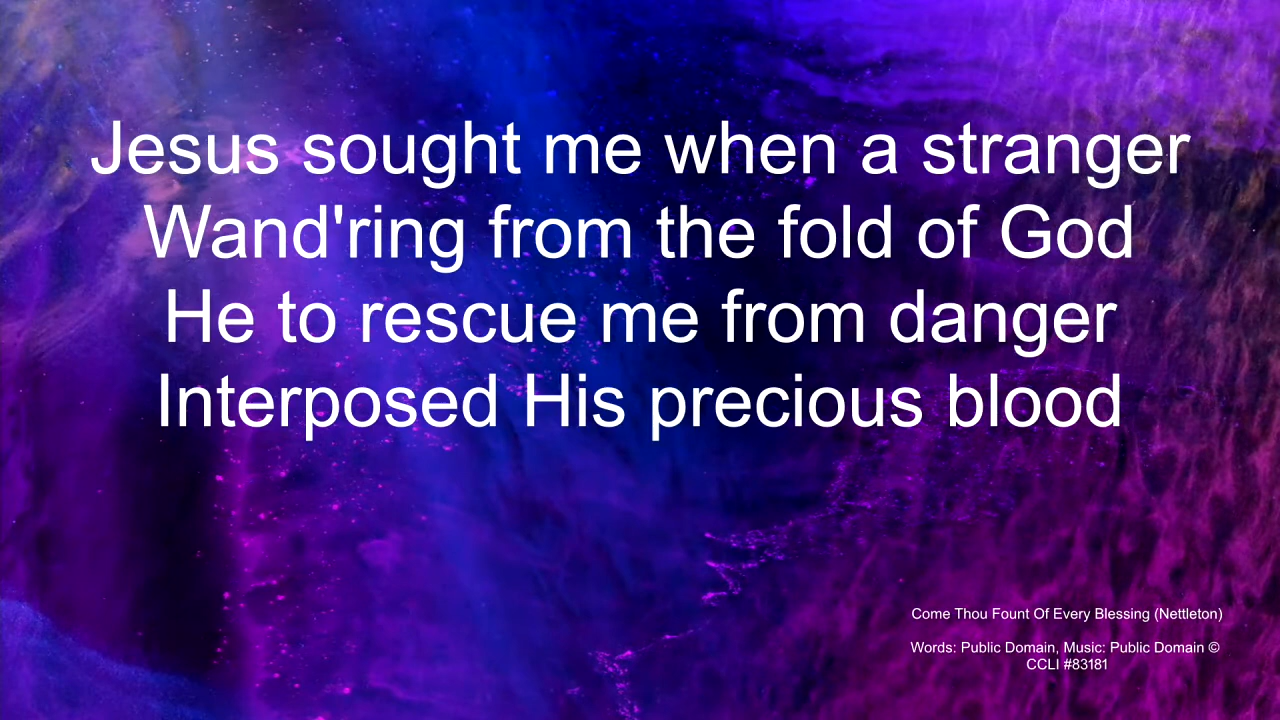 Jesus sought me when a stranger
Wand'ring from the fold of God
He to rescue me from danger
Interposed His precious blood
Come Thou Fount Of Every Blessing (Nettleton)
Words: Public Domain, Music: Public Domain ©
CCLI #83181